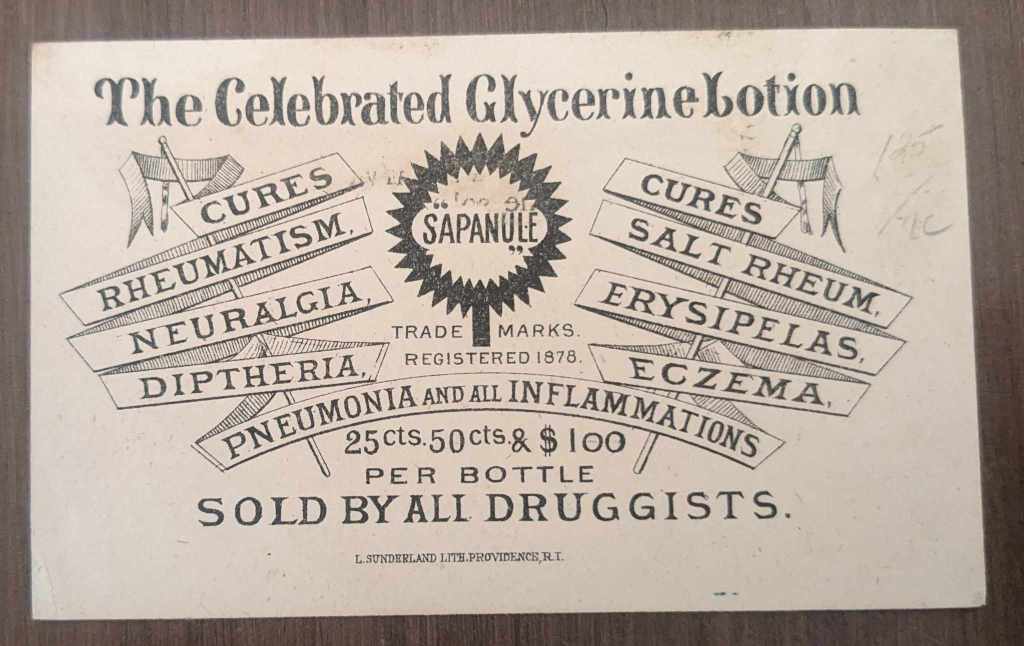 The Celebrated Glycerine Lotion
CURES
RHEUMATISM,
NEURALGIA,
DIPTHERIA,
"SAPANULE"
TRADE MARKS.
REGISTERED 1878.
CURES
SALT RHEUM,
ERYSIPELAS,
ECZEMA,
PNEUMONIA AND ALL INFLAMMATIONS
25cts. 50cts. & $100
PER BOTTLE
SOLD BY ALL DRUGGISTS.
L. SUNDERLAND LITH. PROVIDENCE, R.I.